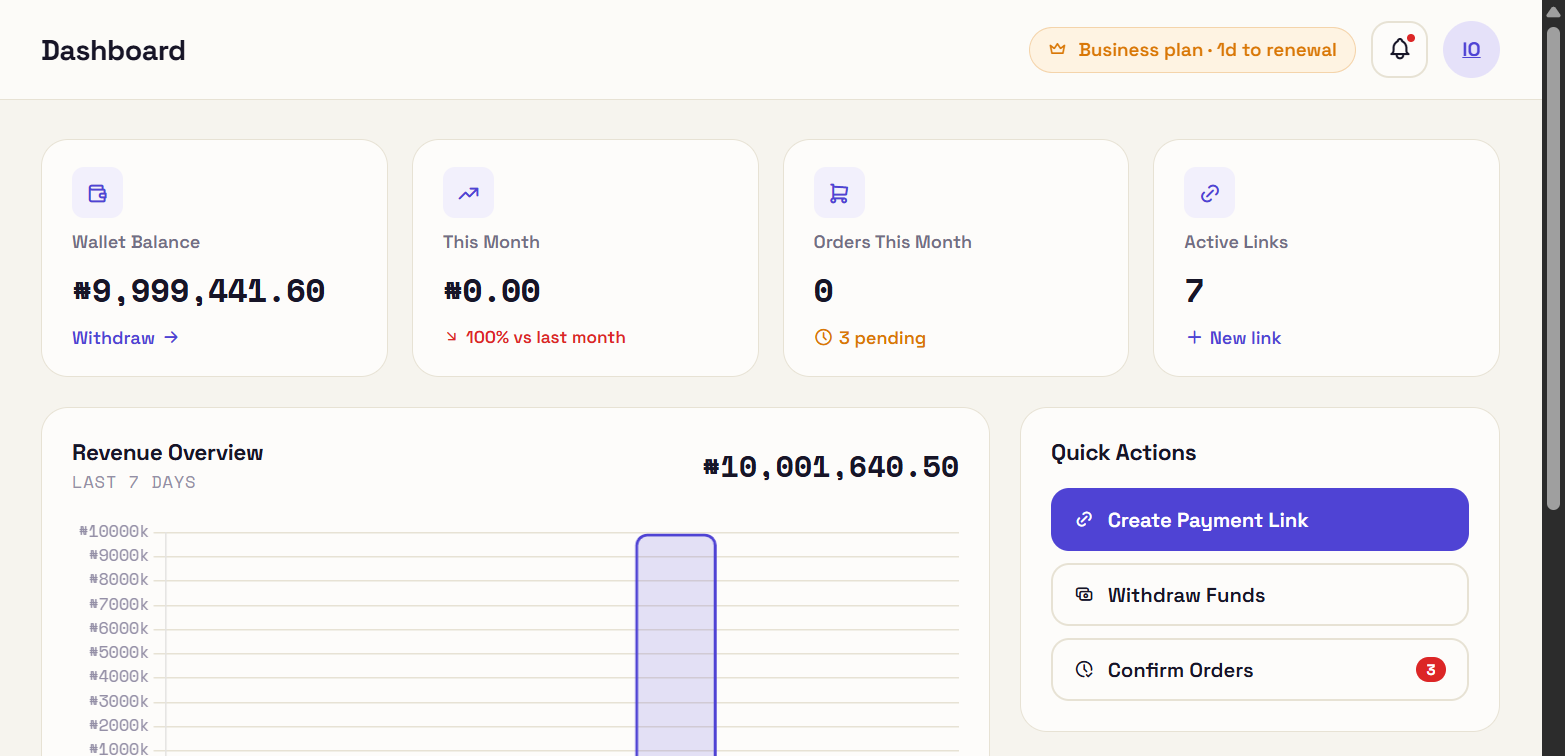 Dashboard
Business plan · 1d to renewal
IO
Wallet Balance
₦9,999,441.60
Withdraw →
This Month
₦0.00
↘ 100% vs last month
Orders This Month
0
3 pending
Active Links
7
+ New link
Revenue Overview
LAST 7 DAYS
₦10,001,640.50
₦10000k
₦9000k
₦8000k
₦7000k
₦6000k
₦5000k
₦4000k
₦3000k
₦2000k
₦1000k
Quick Actions
Create Payment Link
Withdraw Funds
Confirm Orders 3